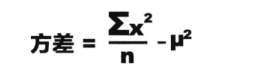 方差 = Σx²/n - μ²